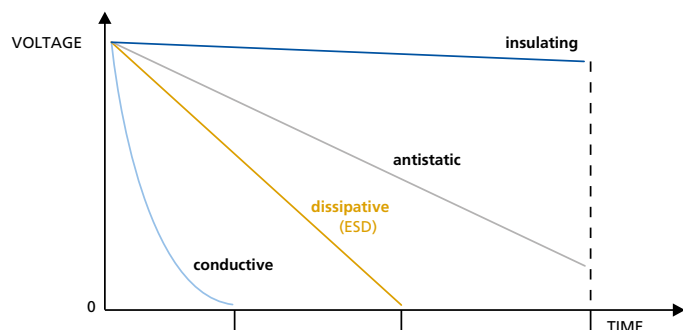 VOLTAGE
insulating
antistatic
dissipative
(ESD)
conductive
0
TIME